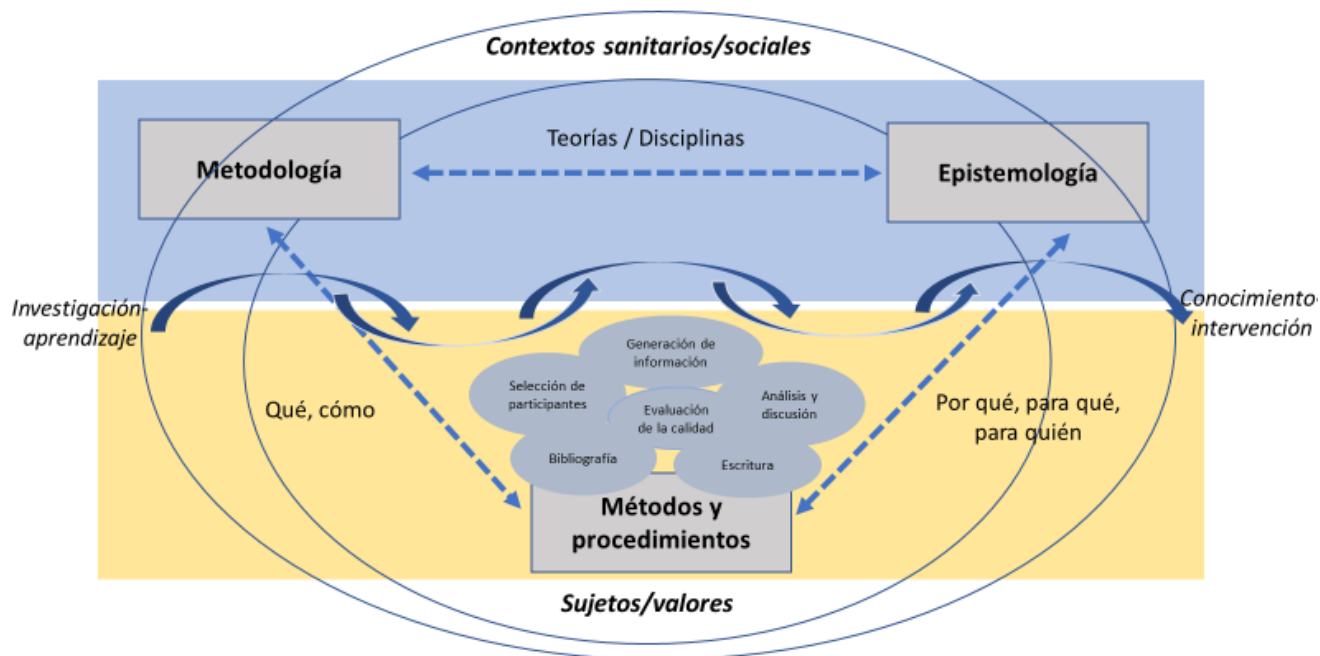 Contextos sanitarios/sociales
Teorías / Disciplinas
Metodología
Epistemología
Investigación-
aprendizaje
Conocimiento-
intervención
Generación de
información
Selección de
participantes
Análisis y
discusión
Evaluación
de la calidad
Qué, cómo
Por qué, para qué,
para quién
Bibliografía
Escritura
Métodos y
procedimientos
Sujetos/valores